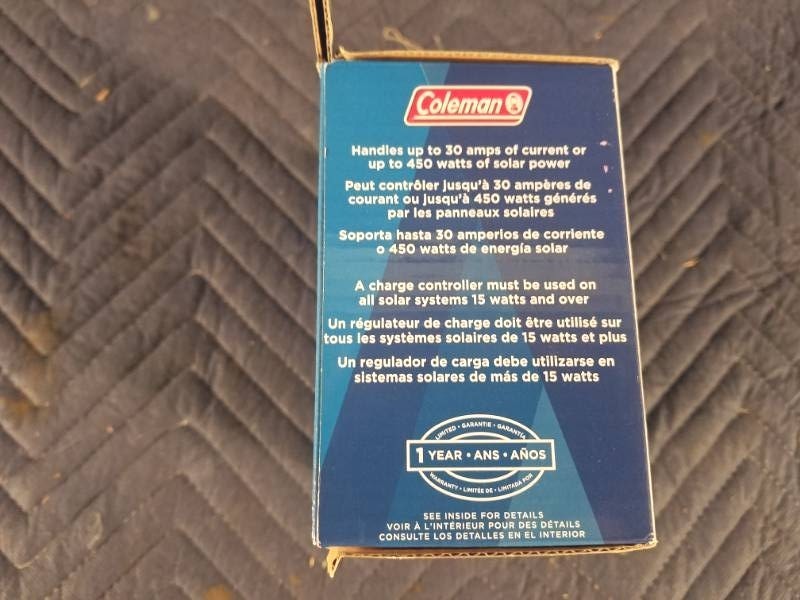 Coleman
Handles up to 30 amps of current or
up to 450 watts of solar power
Peut contrôler jusqu'à 30 ampères de
courant ou jusqu'à 450 watts générés
par les panneaux solaires
Soporta hasta 30 amperios de corriente
o 450 watts de energía solar
A charge controller must be used on
all solar systems 15 watts and over
Un régulateur de charge doit être utilisé sur
tous les systèmes solaires de 15 watts et plus
Un regulador de carga debe utilizarse en
sistemas solares de más de 15 watts
LIMITED • GARANTIE • GARANTÍA
1 YEAR • ANS • AÑOS
WARRANTY • LIMITÉE DE • LIMITADA POR
SEE INSIDE FOR DETAILS
VOIR À L'INTÉRIEUR POUR DES DÉTAILS
CONSULTE LOS DETALLES EN EL INTERIOR